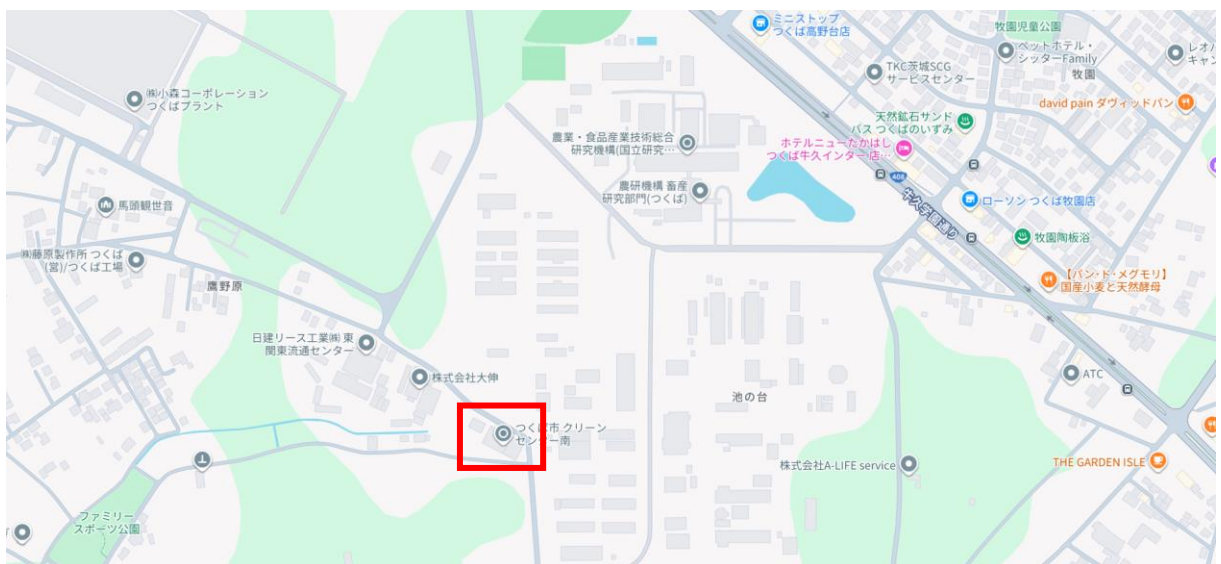 ミニストップ
つくば高野台店
牧園児童公園
ペットホテル・
シッターFamily
牧園
レオパ
キャン
TKC茨城SCG
サービスセンター
david pain ダヴィッドパン
㈱小森コーポレーション
つくばプラント
天然鉱石サンド
バス つくばのいずみ
農業・食品産業技術総合
研究機構(国立研究…
ホテルニューたかはし
つくば牛久インター 店…
408
農研機構 畜産
研究部門(つくば)
馬頭観世音
ローソン つくば牧園店
牛久学園通り
牧園陶板浴
㈱藤原製作所 つくば
(営)/つくば工場
【パン・ド・メグモリ】
国産小麦と天然酵母
鷹野原
日建リース工業㈱ 東
関東流通センター
株式会社大伸
ATC
池の台
つくば市 クリーン
センター南
株式会社A-LIFE service
THE GARDEN ISLE
ファミリー
スポーツ公園